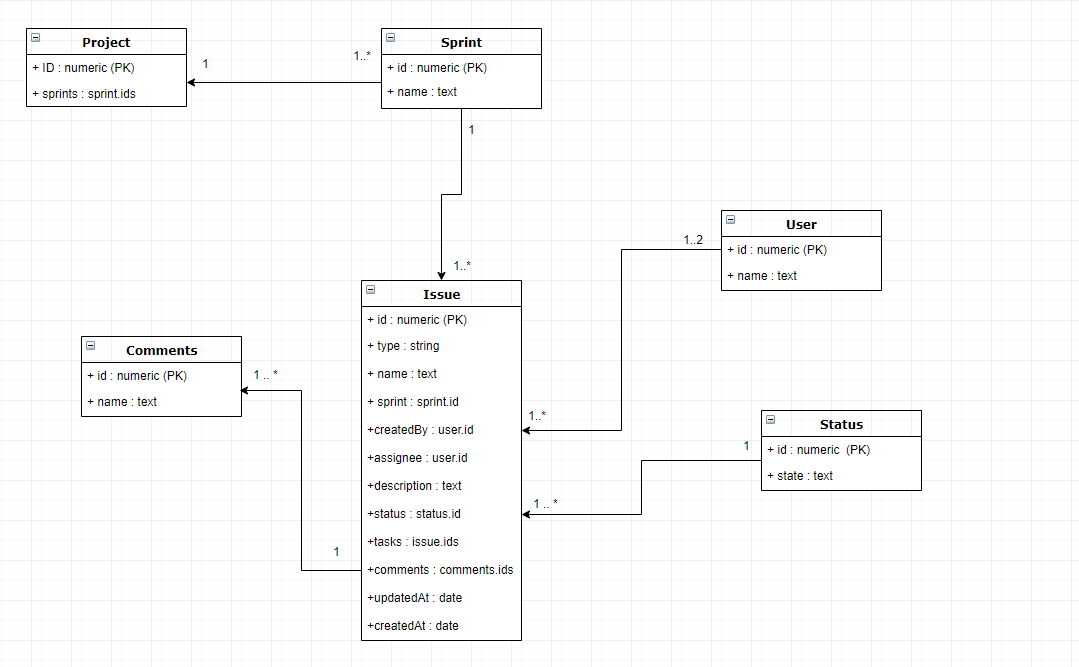 Project
+ ID : numeric (PK)
+ sprints : sprint.ids
1
1..*
Sprint
+ id : numeric (PK)
+ name : text
1
1..*
User
+ id : numeric (PK)
+ name : text
1..2
1..*
Issue
+ id : numeric (PK)
+ type : string
+ name : text
+ sprint : sprint.id
+createdBy : user.id
+assignee : user.id
+description : text
+status : status.id
+tasks : issue.ids
+comments : comments.ids
+updatedAt : date
+createdAt : date
Comments
+ id : numeric (PK)
+ name : text
1 .. *
1
Status
+ id : numeric  (PK)
+ state : text
1
1 .. *